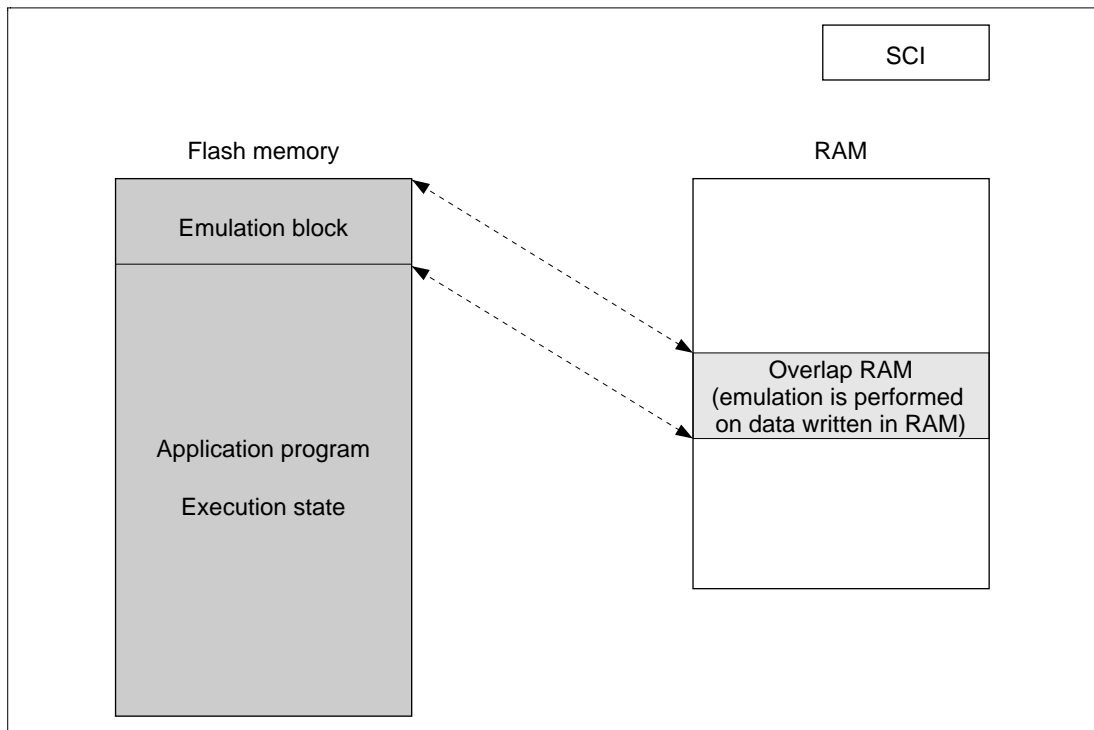 SCI
Flash memory
RAM
Emulation block
Overlap RAM
(emulation is performed
on data written in RAM)
Application program
Execution state